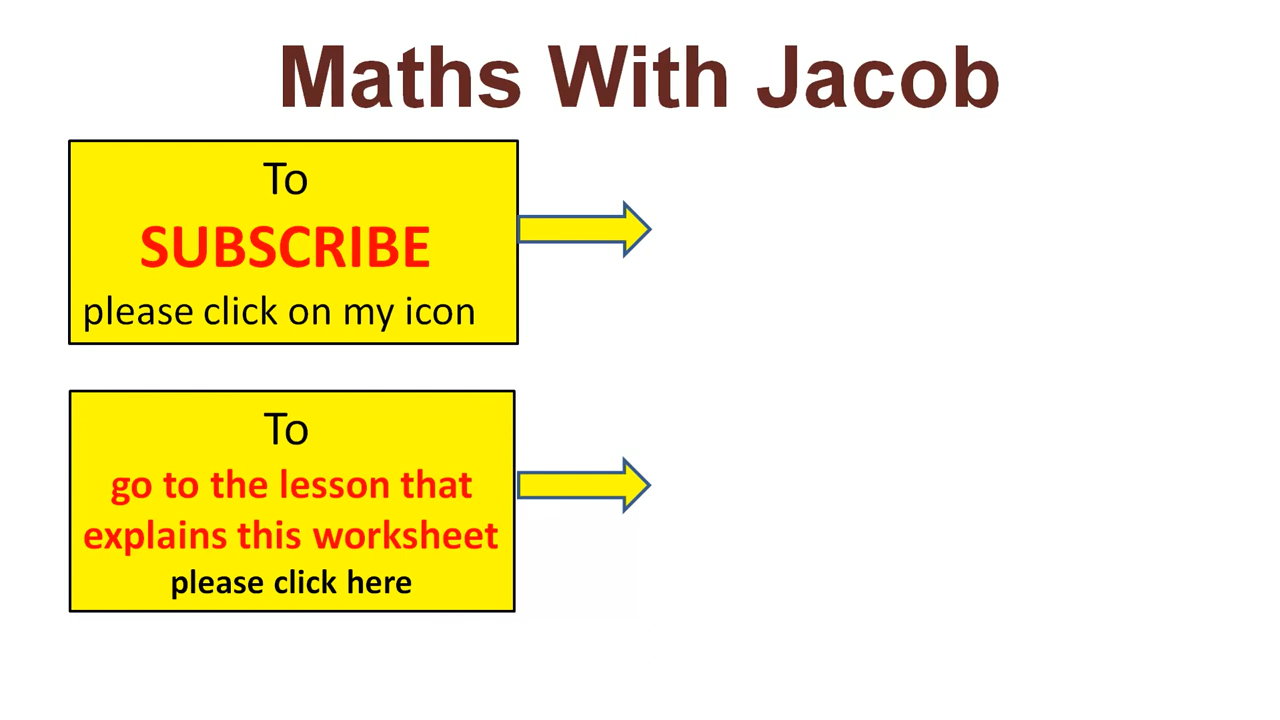 Maths With Jacob
To
SUBSCRIBE
please click on my icon
To
go to the lesson that
explains this worksheet
please click here